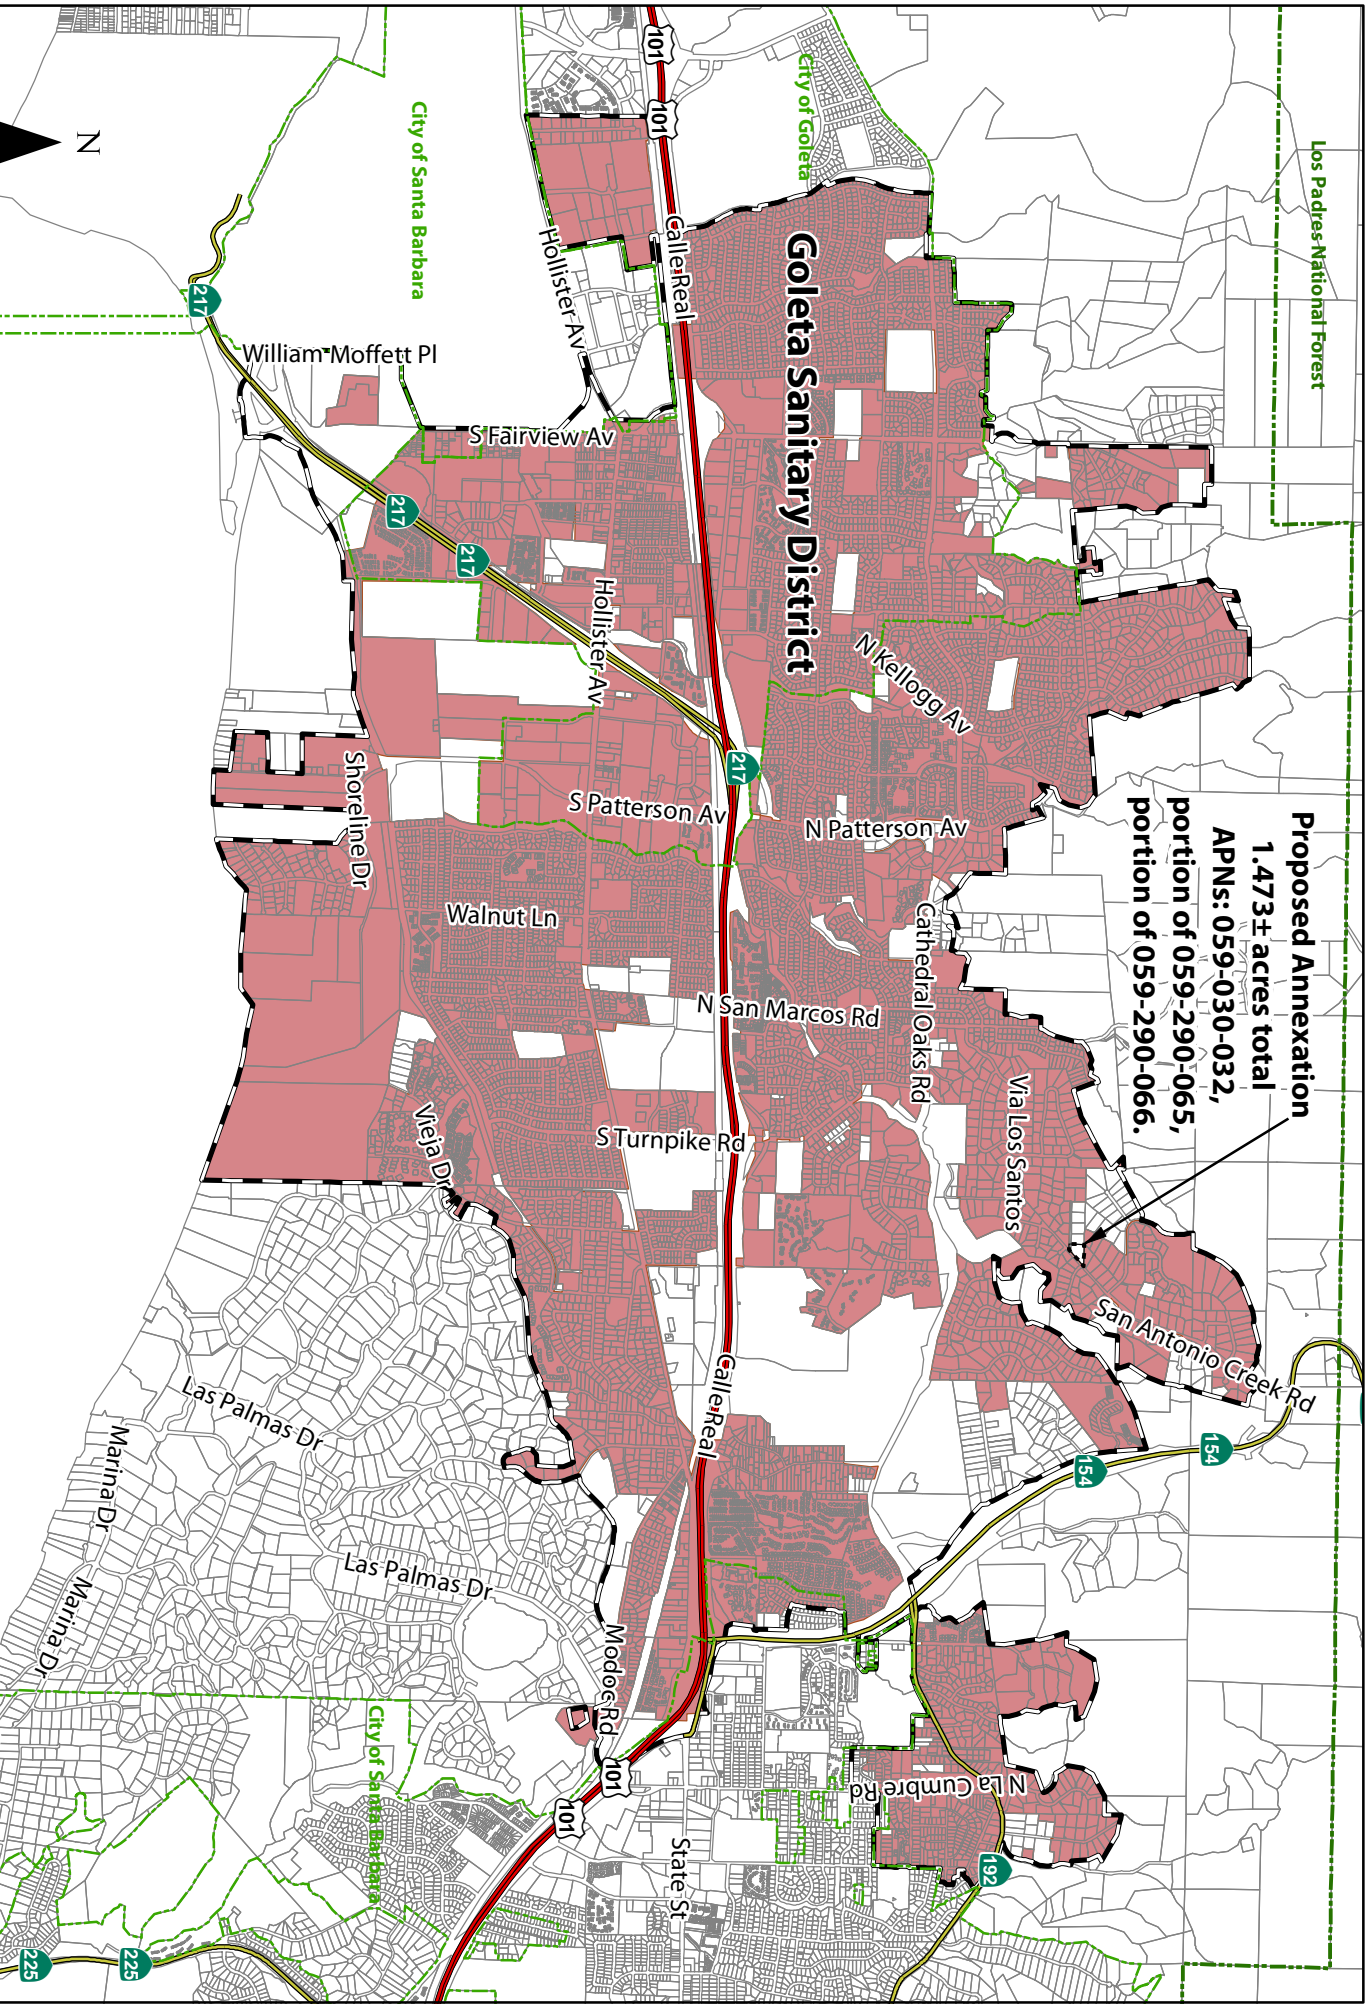 Los Padres National Forest
City of Goleta
101
101
Calle Real
Goleta Sanitary District
Hollister Av
City of Santa Barbara
N
217
William Moffett Pl
S Fairview Av
217
217
Hollister Av
N Kellogg Av
217
S Patterson Av
N Patterson Av
Shoreline Dr
Walnut Ln
Cathedral Oaks Rd
N San Marcos Rd
Proposed Annexation
1.473± acres total
APNs: 059-030-032,
portion of 059-290-065,
portion of 059-290-066.
Via Los Santos
S Turnpike Rd
Vieja Dr
San Antonio Creek Rd
154
154
Calle Real
Las Palmas Dr
Marina Dr
Las Palmas Dr
Marina Dr
Modoc Rd
N La Cumbre Rd
101
101
State St
192
City of Santa Barbara
225
225